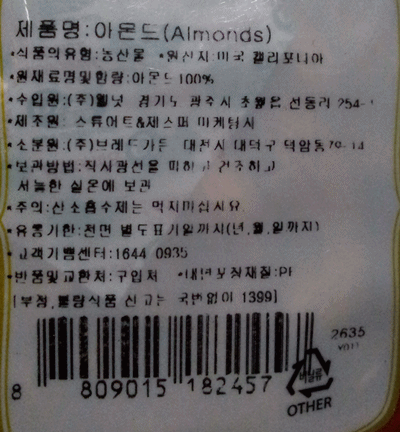 제품명:아몬드(Almonds)
•식품의유형:농산물 •원산지 미국 캘리포니아
•원재료명및함량:아몬드100%
•수입원:(주)웰넛 경기도 광주시 초월읍 선동리 254-
•제조원: 스튜어트&제스퍼 마케팅사
•소분원:(주)브레드가든 대전시 대덕구 덕암동79-14
•보관방법:직사광선을 피하고 건조하고
서늘한 실온에 보관
•주의:산소흡수제는 먹지마십시요
•유통기한:전면 별도표기일까지(년,월,일까지)
•고객기쁨센터:1644 0935
•반품및교환처:구입처 •내면포장재질:PE
[부정,불량식품 신고는 국번없이 1399]
2635
8 809015 182457
비닐류
OTHER